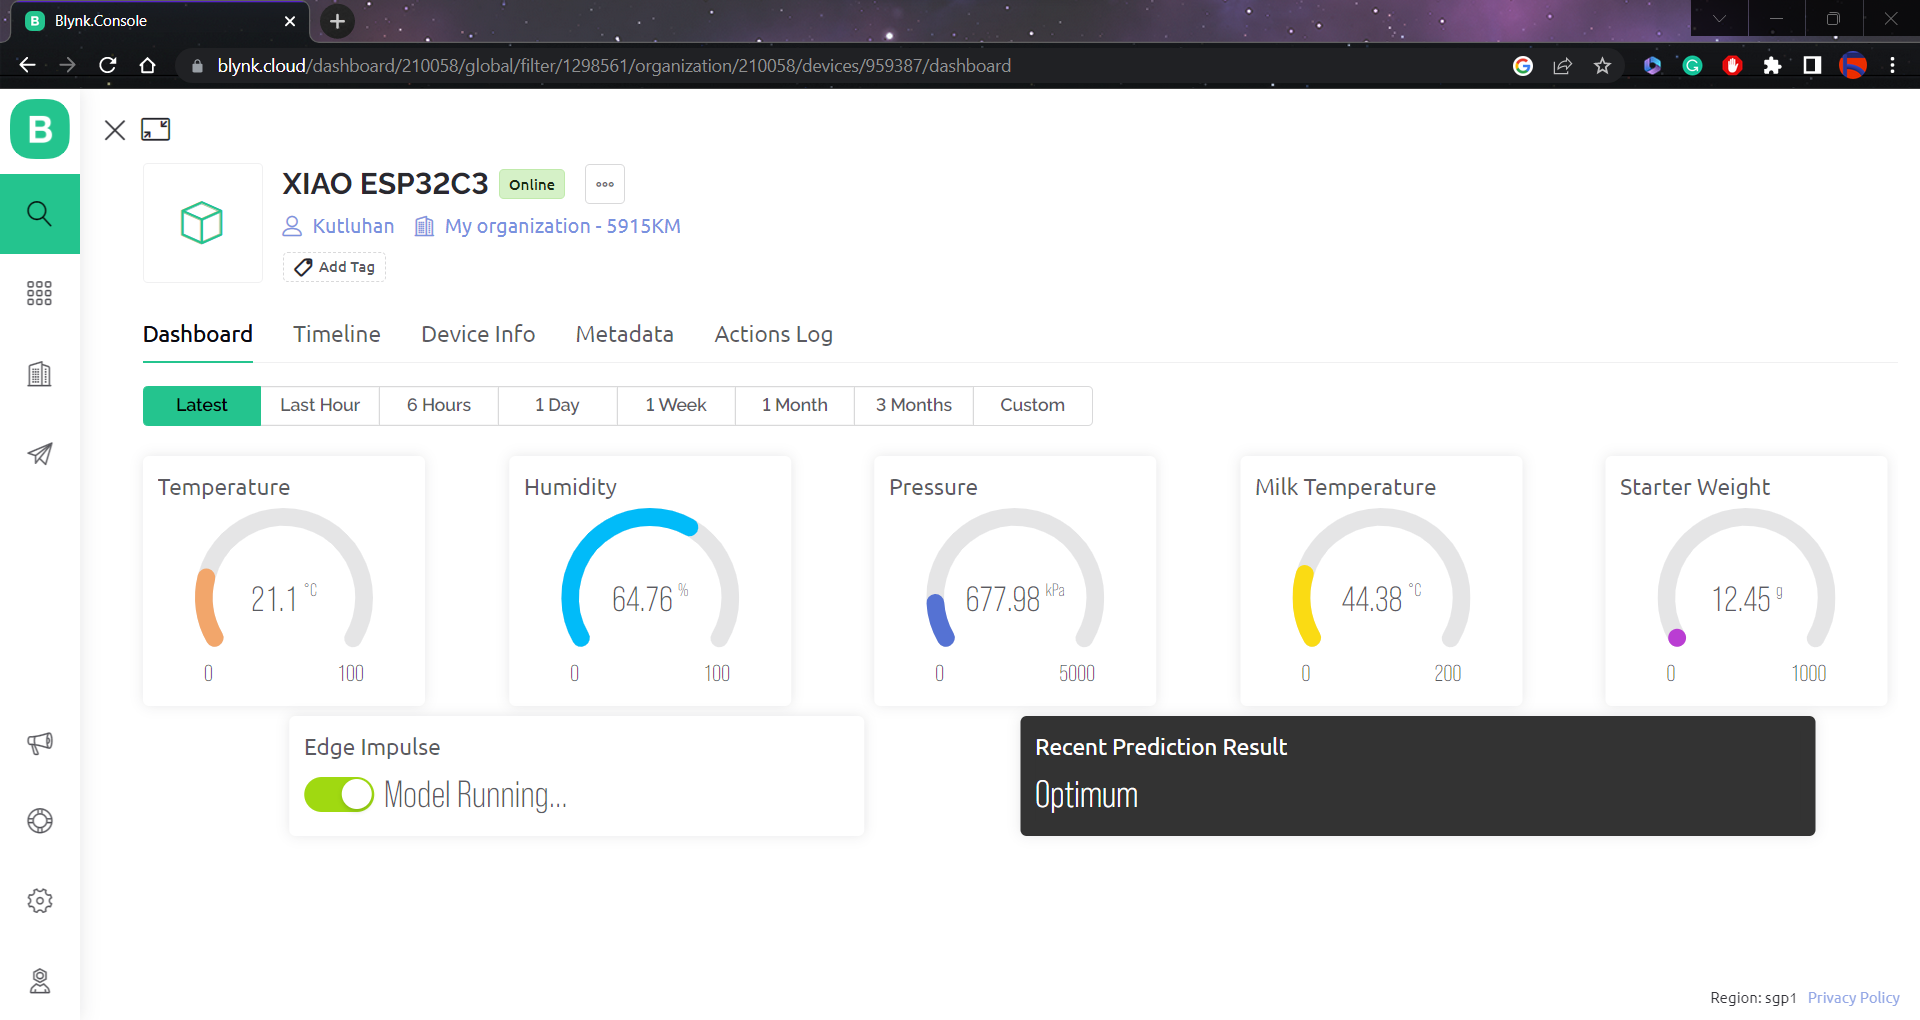 Blynk.Console
blynk.cloud/dashboard/210058/global/filter/1298561/organization/210058/devices/959387/dashboard
B
XIAO ESP32C3 Online
Kutluhan My organization - 5915KM
Add Tag
Dashboard Timeline Device Info Metadata Actions Log
Latest Last Hour 6 Hours 1 Day 1 Week 1 Month 3 Months Custom
Temperature Humidity Pressure Milk Temperature Starter Weight
21.1 °C 64.76 % 677.98 kPa 44.38 °C 12.45 g
0 100 0 100 0 5000 0 200 0 1000
Edge Impulse Recent Prediction Result
Model Running... Optimum
Region: sgp1 Privacy Policy